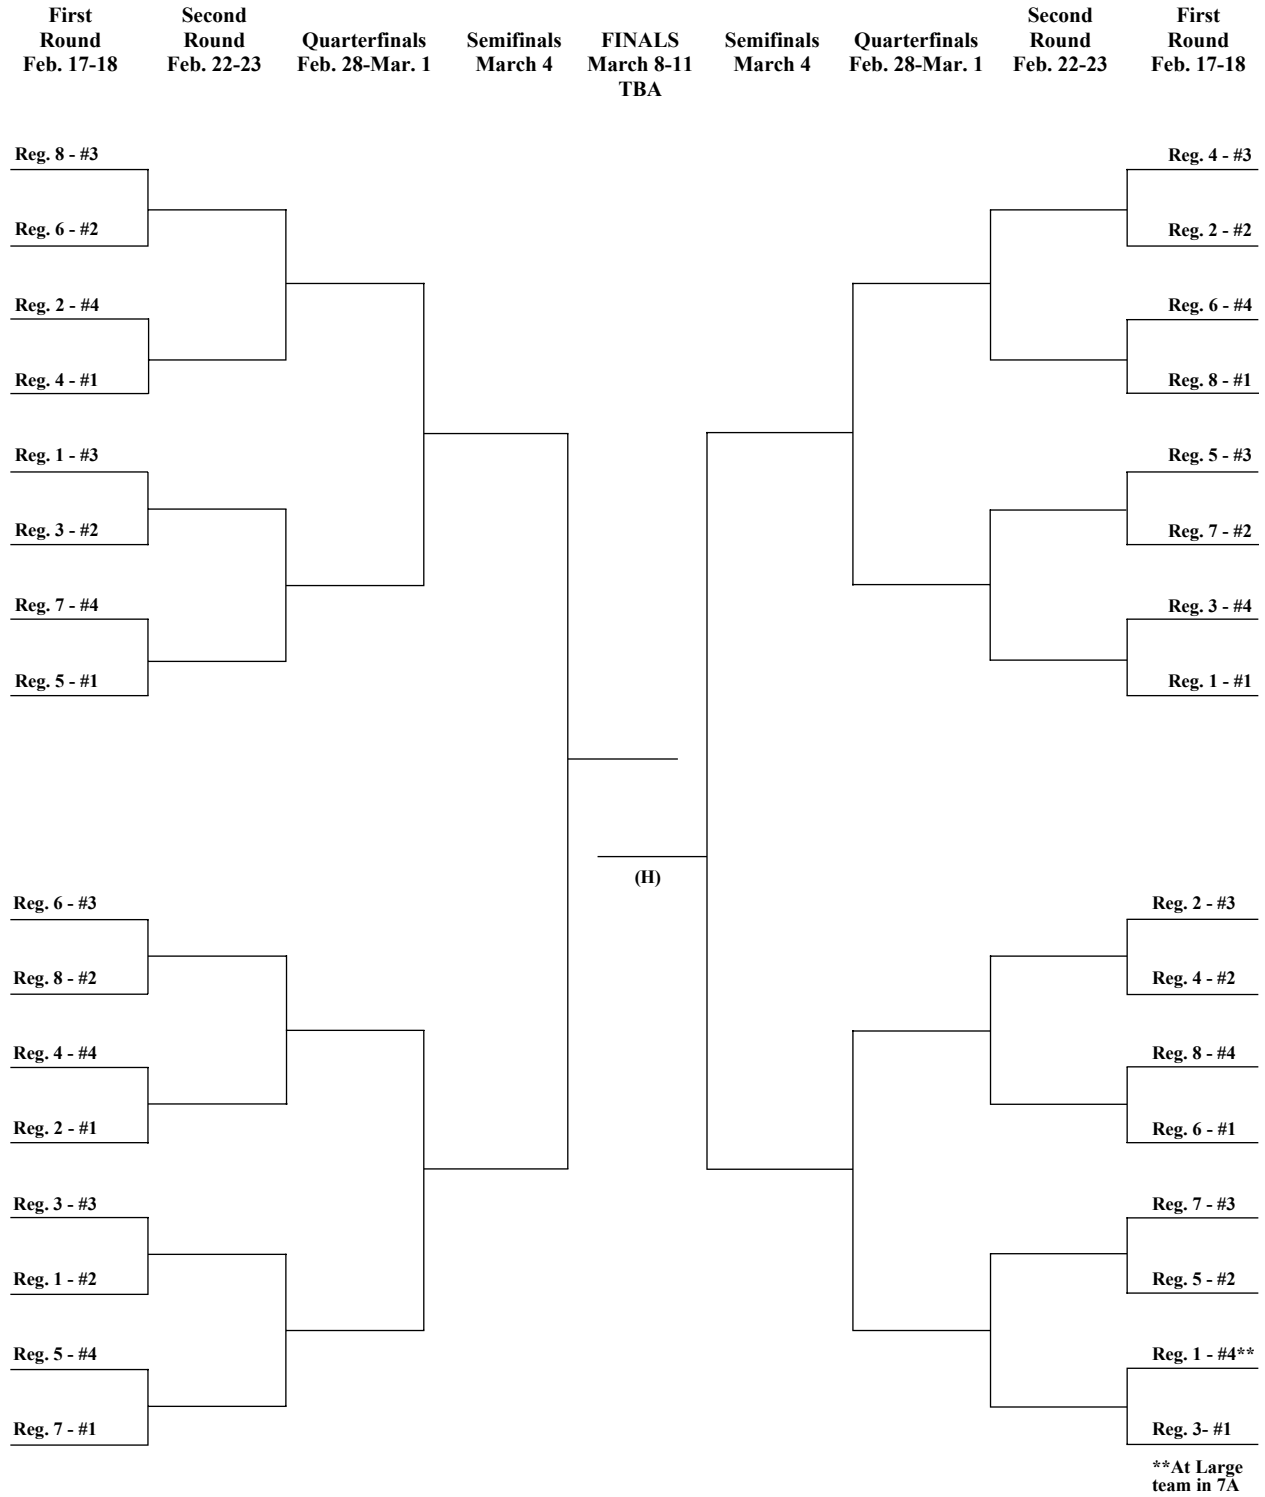 First
Round
Feb. 17-18
Second
Round
Feb. 22-23
Quarterfinals
Feb. 28-Mar. 1
Semifinals
March 4
FINALS
March 8-11
TBA
Semifinals
March 4
Quarterfinals
Feb. 28-Mar. 1
Second
Round
Feb. 22-23
First
Round
Feb. 17-18
Reg. 8 - #3
Reg. 6 - #2
Reg. 2 - #4
Reg. 4 - #1
Reg. 1 - #3
Reg. 3 - #2
Reg. 7 - #4
Reg. 5 - #1
Reg. 6 - #3
Reg. 8 - #2
Reg. 4 - #4
Reg. 2 - #1
Reg. 3 - #3
Reg. 1 - #2
Reg. 5 - #4
Reg. 7 - #1
(H)
Reg. 4 - #3
Reg. 2 - #2
Reg. 6 - #4
Reg. 8 - #1
Reg. 5 - #3
Reg. 7 - #2
Reg. 3 - #4
Reg. 1 - #1
Reg. 2 - #3
Reg. 4 - #2
Reg. 8 - #4
Reg. 6 - #1
Reg. 7 - #3
Reg. 5 - #2
Reg. 1 - #4**
Reg. 3- #1
**At Large
team in 7A